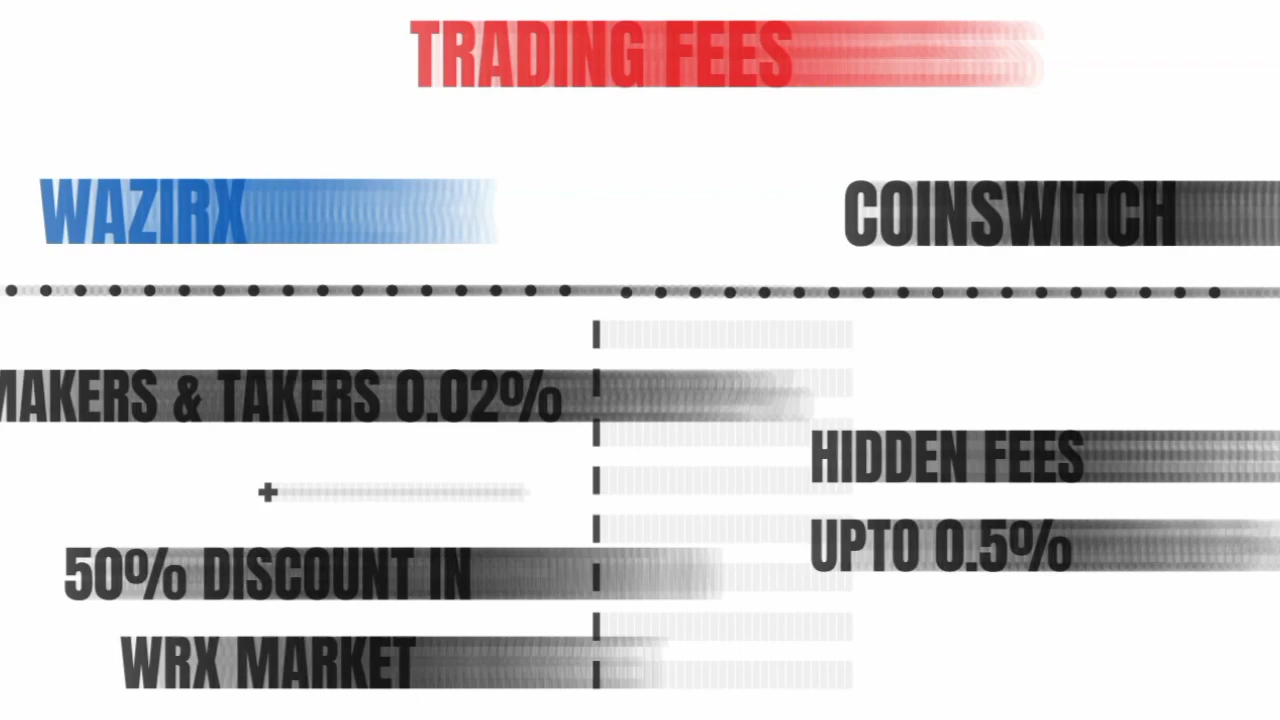 TRADING FEES
WAZIRX
COINSWITCH
MAKERS & TAKERS 0.02%
+
50% DISCOUNT IN
WRX MARKET
HIDDEN FEES
UPTO 0.5%